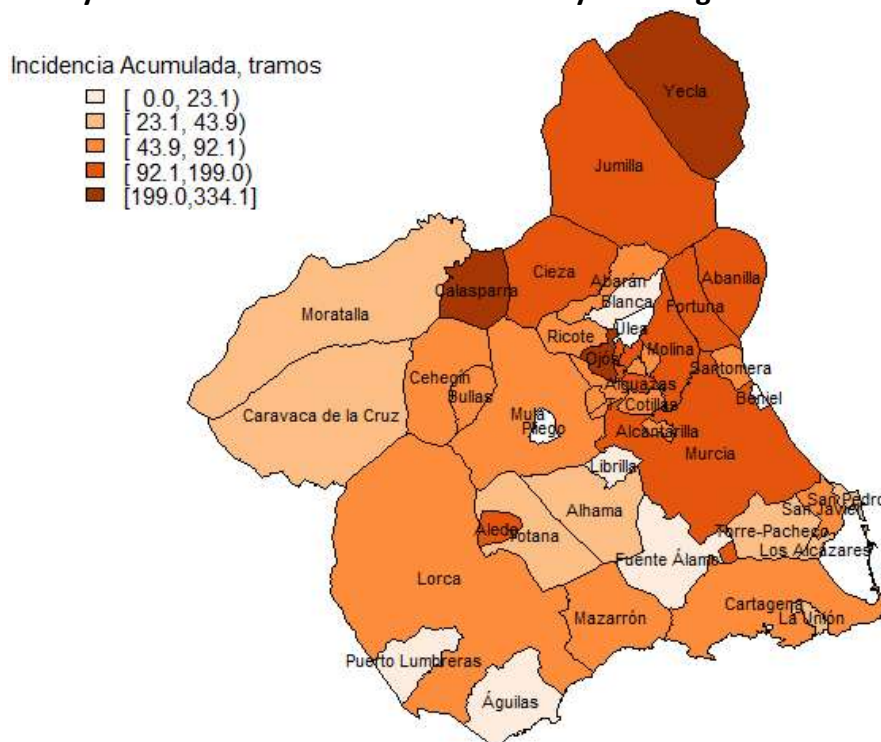 Incidencia Acumulada, tramos
[ 0.0, 23.1)
[ 23.1, 43.9)
[ 43.9, 92.1)
[ 92.1,199.0)
[199.0,334.1]
Yecla
Jumilla
Cieza
Abarán
Abanilla
Calasparra
Blanca
Fortuna
Moratalla
Ulea
Ricote
Molina
Ojós
Santomera
Cehegín
Alguazas
Bullas
Beniel
T. Cotillas
Caravaca de la Cruz
Mula
Pliego
Alcantarilla
Murcia
Librilla
Alhama
San Pedro
San Javier
Aledo
Totana
Torre-Pacheco
Los Alcázares
Fuente Álamo
Lorca
Cartagena
Mazarrón
La Unión
Puerto Lumbreras
Águilas